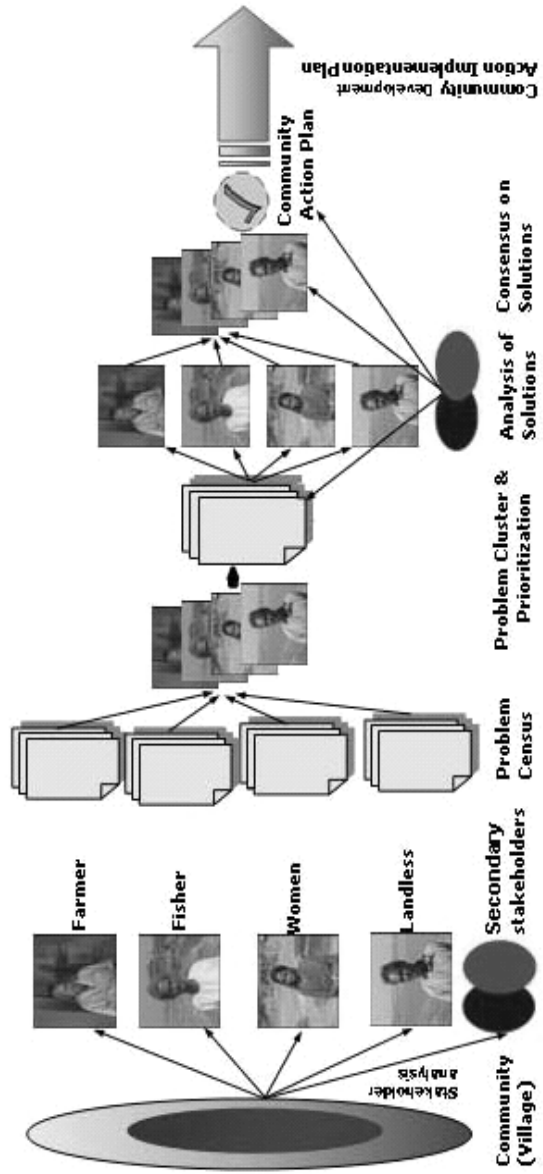 Community
(Village)
Stakeholder
analysis
Farmer
Fisher
Women
Landless
Secondary
stakeholders
Problem
Census
Problem Cluster &
Prioritization
Analysis of
Solutions
Consensus on
Solutions
Community
Action Plan
Community Development
Action Implementation Plan